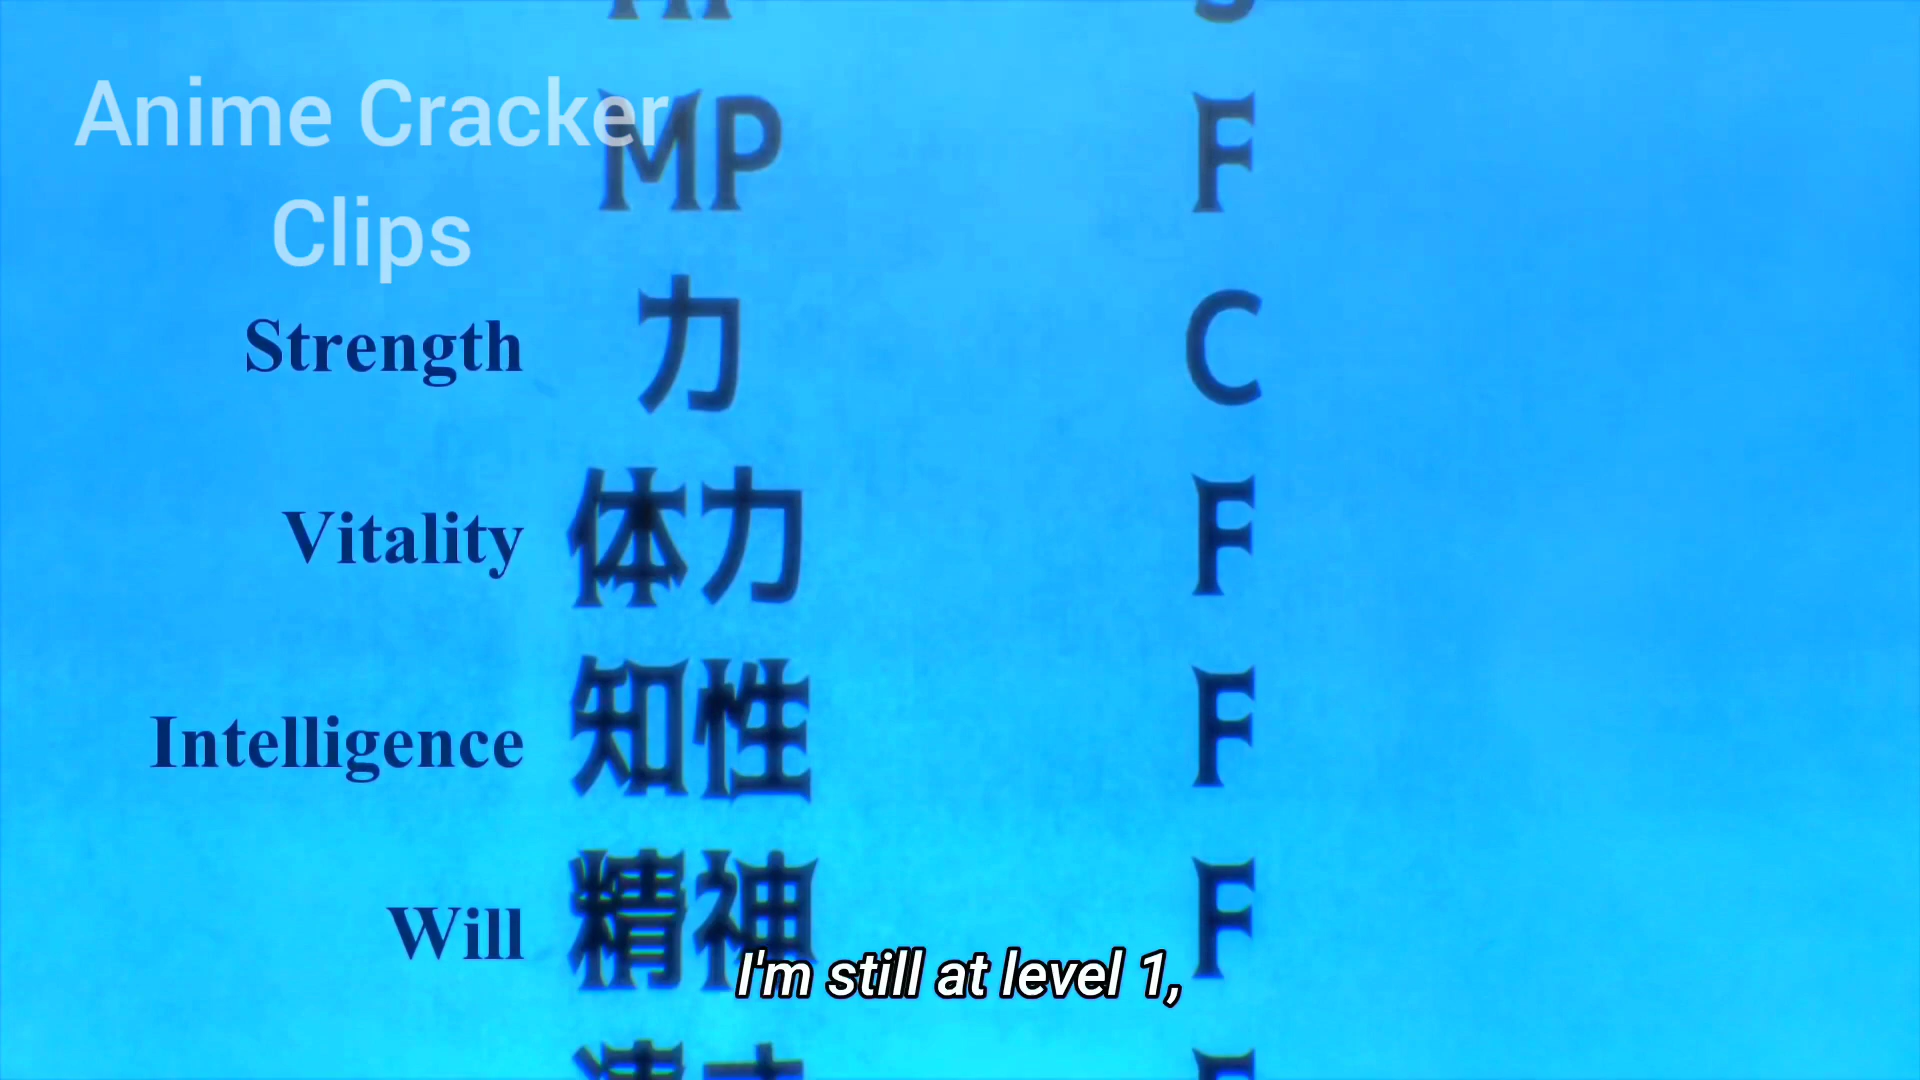 Anime Cracker
Clips
MP F
Strength 力 C
Vitality 体力 F
Intelligence 知性 F
Will 精神 F
I'm still at level 1,